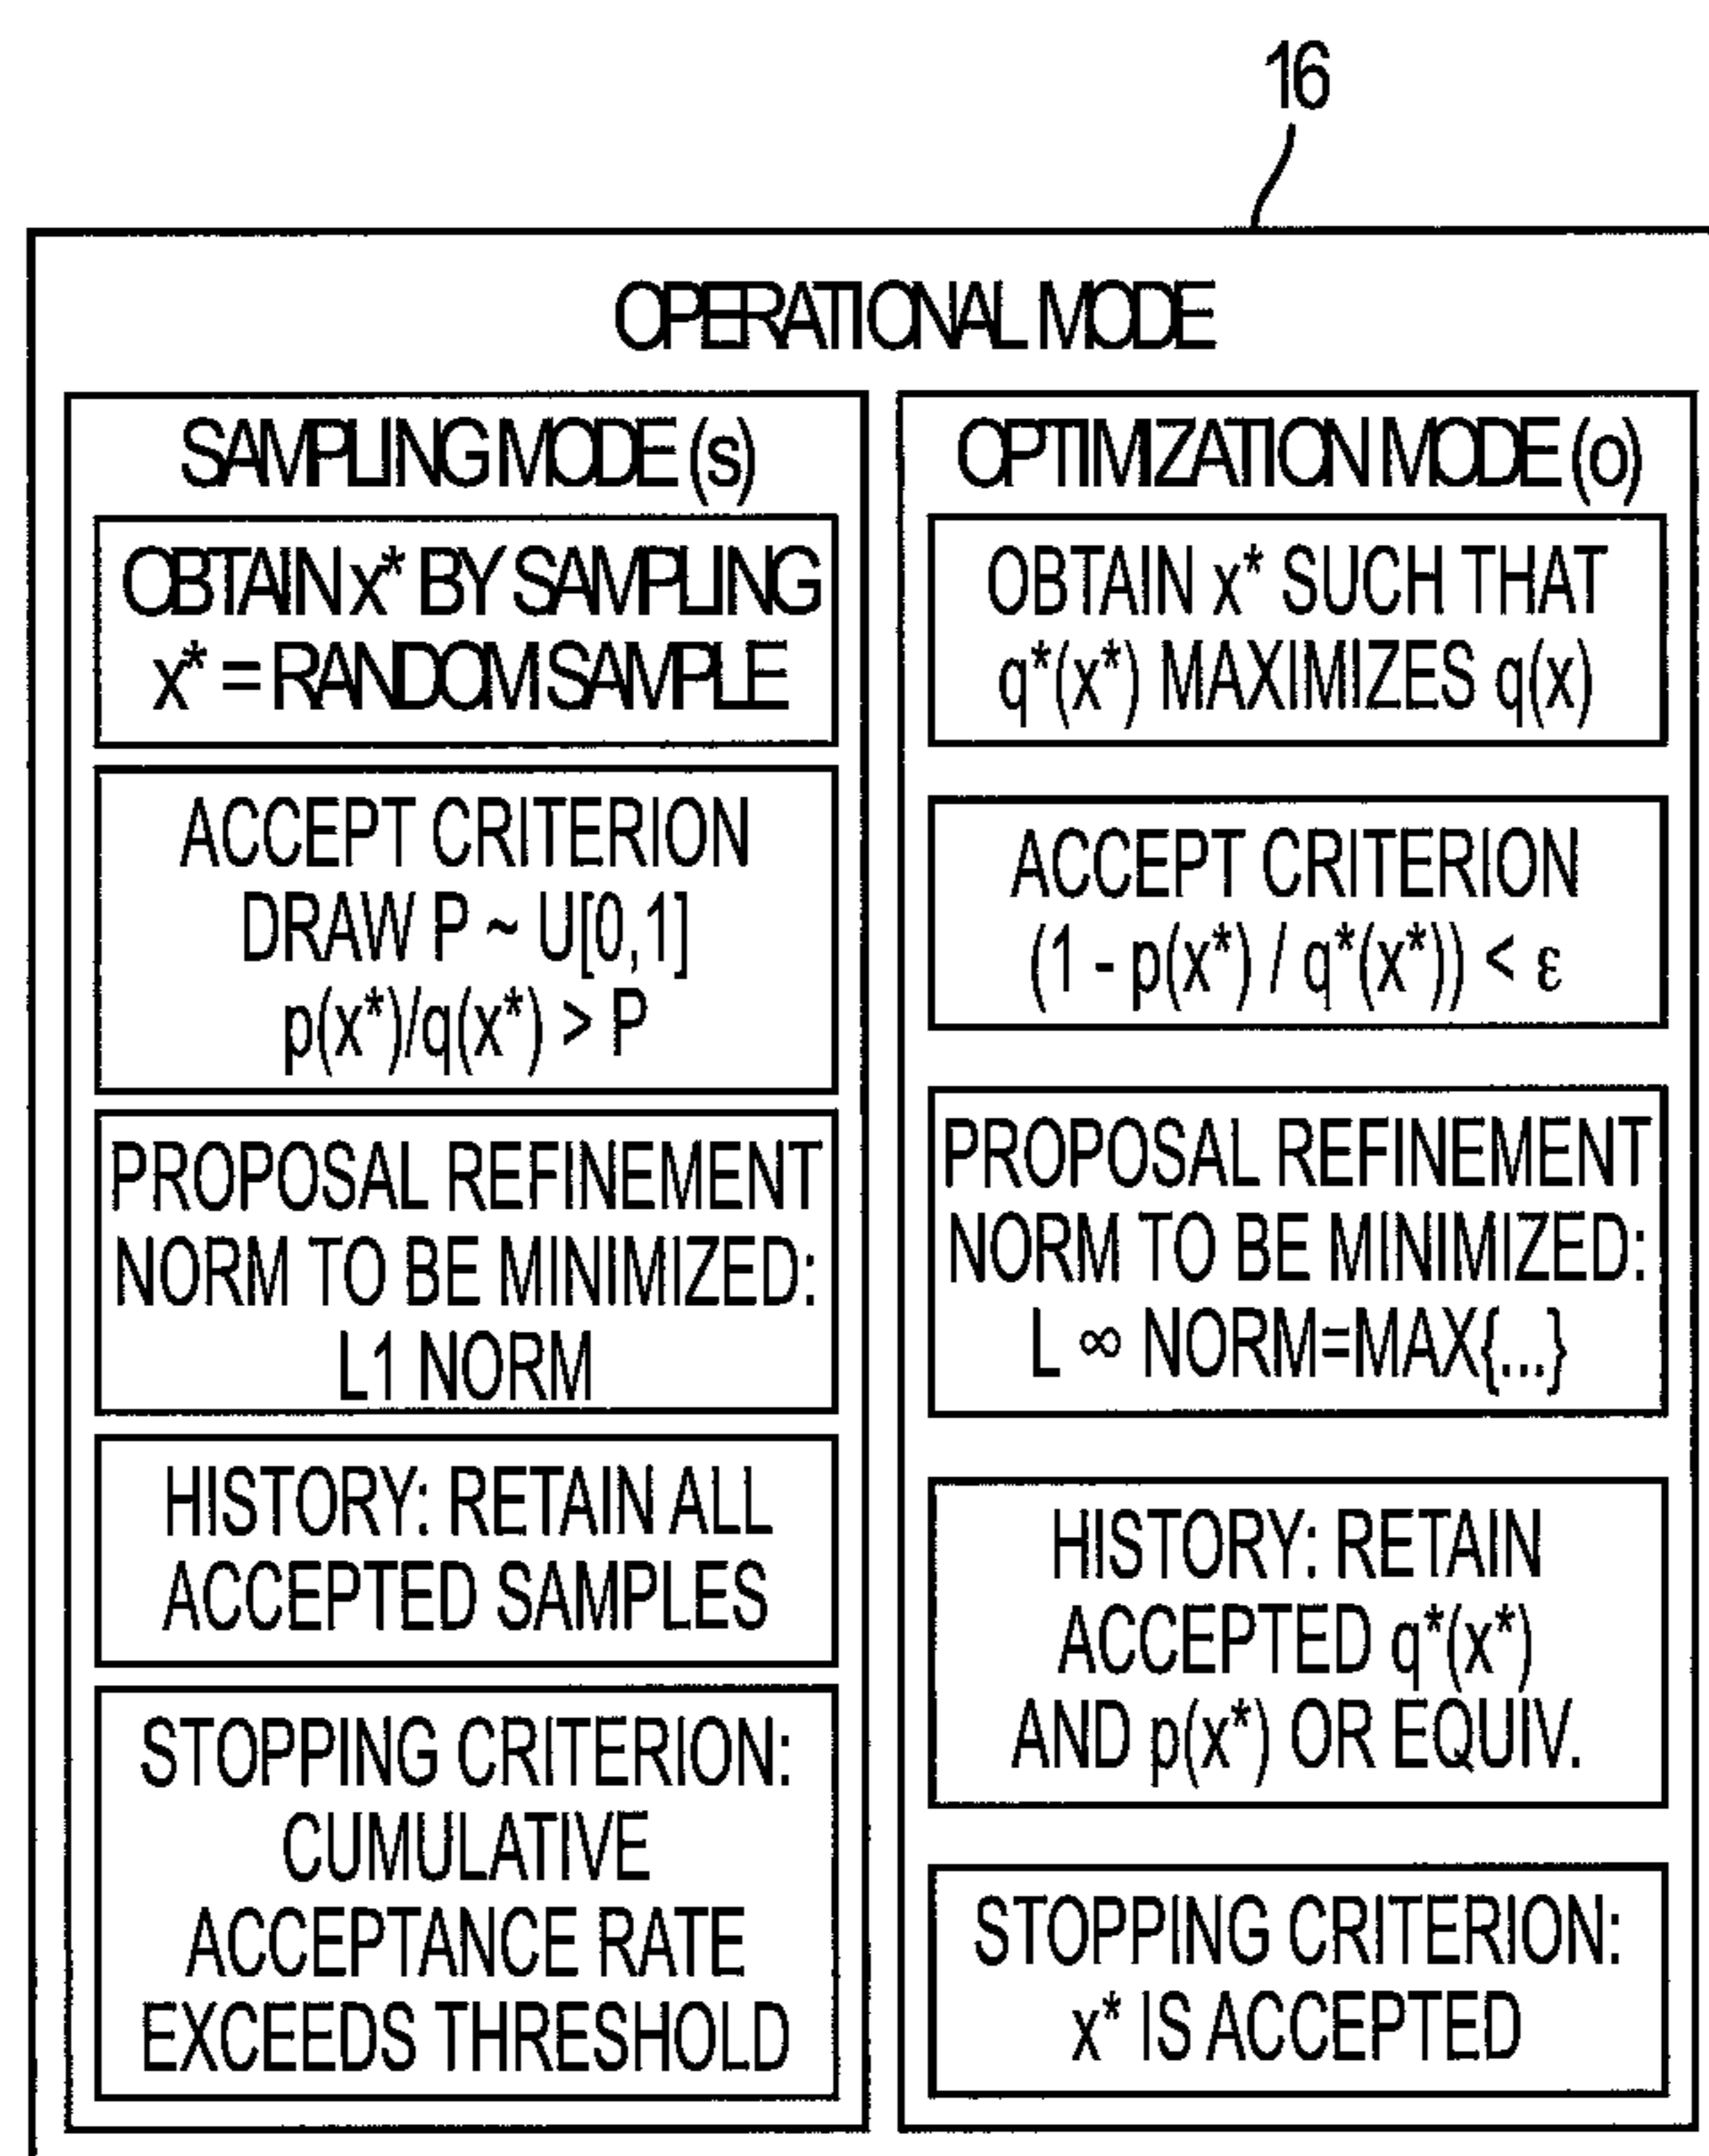 16
OPERATIONAL MODE
SAMPLING MODE (s)
OBTAIN x* BY SAMPLING
x* = RANDOM SAMPLE
ACCEPT CRITERION
DRAW P ~ U[0,1]
p(x*)/q(x*) > P
PROPOSAL REFINEMENT
NORM TO BE MINIMIZED:
L1 NORM
HISTORY: RETAIN ALL
ACCEPTED SAMPLES
STOPPING CRITERION:
CUMULATIVE
ACCEPTANCE RATE
EXCEEDS THRESHOLD
OPTIMIZATION MODE (o)
OBTAIN x* SUCH THAT
q*(x*) MAXIMIZES q(x)
ACCEPT CRITERION
(1 - p(x*) / q*(x*)) < ε
PROPOSAL REFINEMENT
NORM TO BE MINIMIZED:
L ∞ NORM=MAX{...}
HISTORY: RETAIN
ACCEPTED q*(x*)
AND p(x*) OR EQUIV.
STOPPING CRITERION:
x* IS ACCEPTED